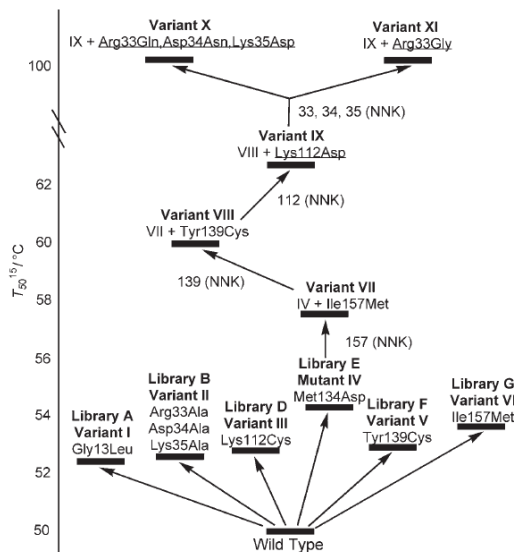 Variant X
IX + Arg33Gln,Asp34Asn,Lys35Asp
Variant XI
IX + Arg33Gly
100
33, 34, 35 (NNK)
Variant IX
VIII + Lys112Asp
62
112 (NNK)
Variant VIII
VII + Tyr139Cys
60
T₅₀¹⁵/°C
139 (NNK)
Variant VII
IV + Ile157Met
58
157 (NNK)
56
Library E
Mutant IV
Met134Asp
Library G
Variant VI
Ile157Met
Library B
Variant II
Arg33Ala
Asp34Ala
Lys35Ala
Library A
Variant I
Gly13Leu
Library D
Variant III
Lys112Cys
Library F
Variant V
Tyr139Cys
54
52
50
Wild Type